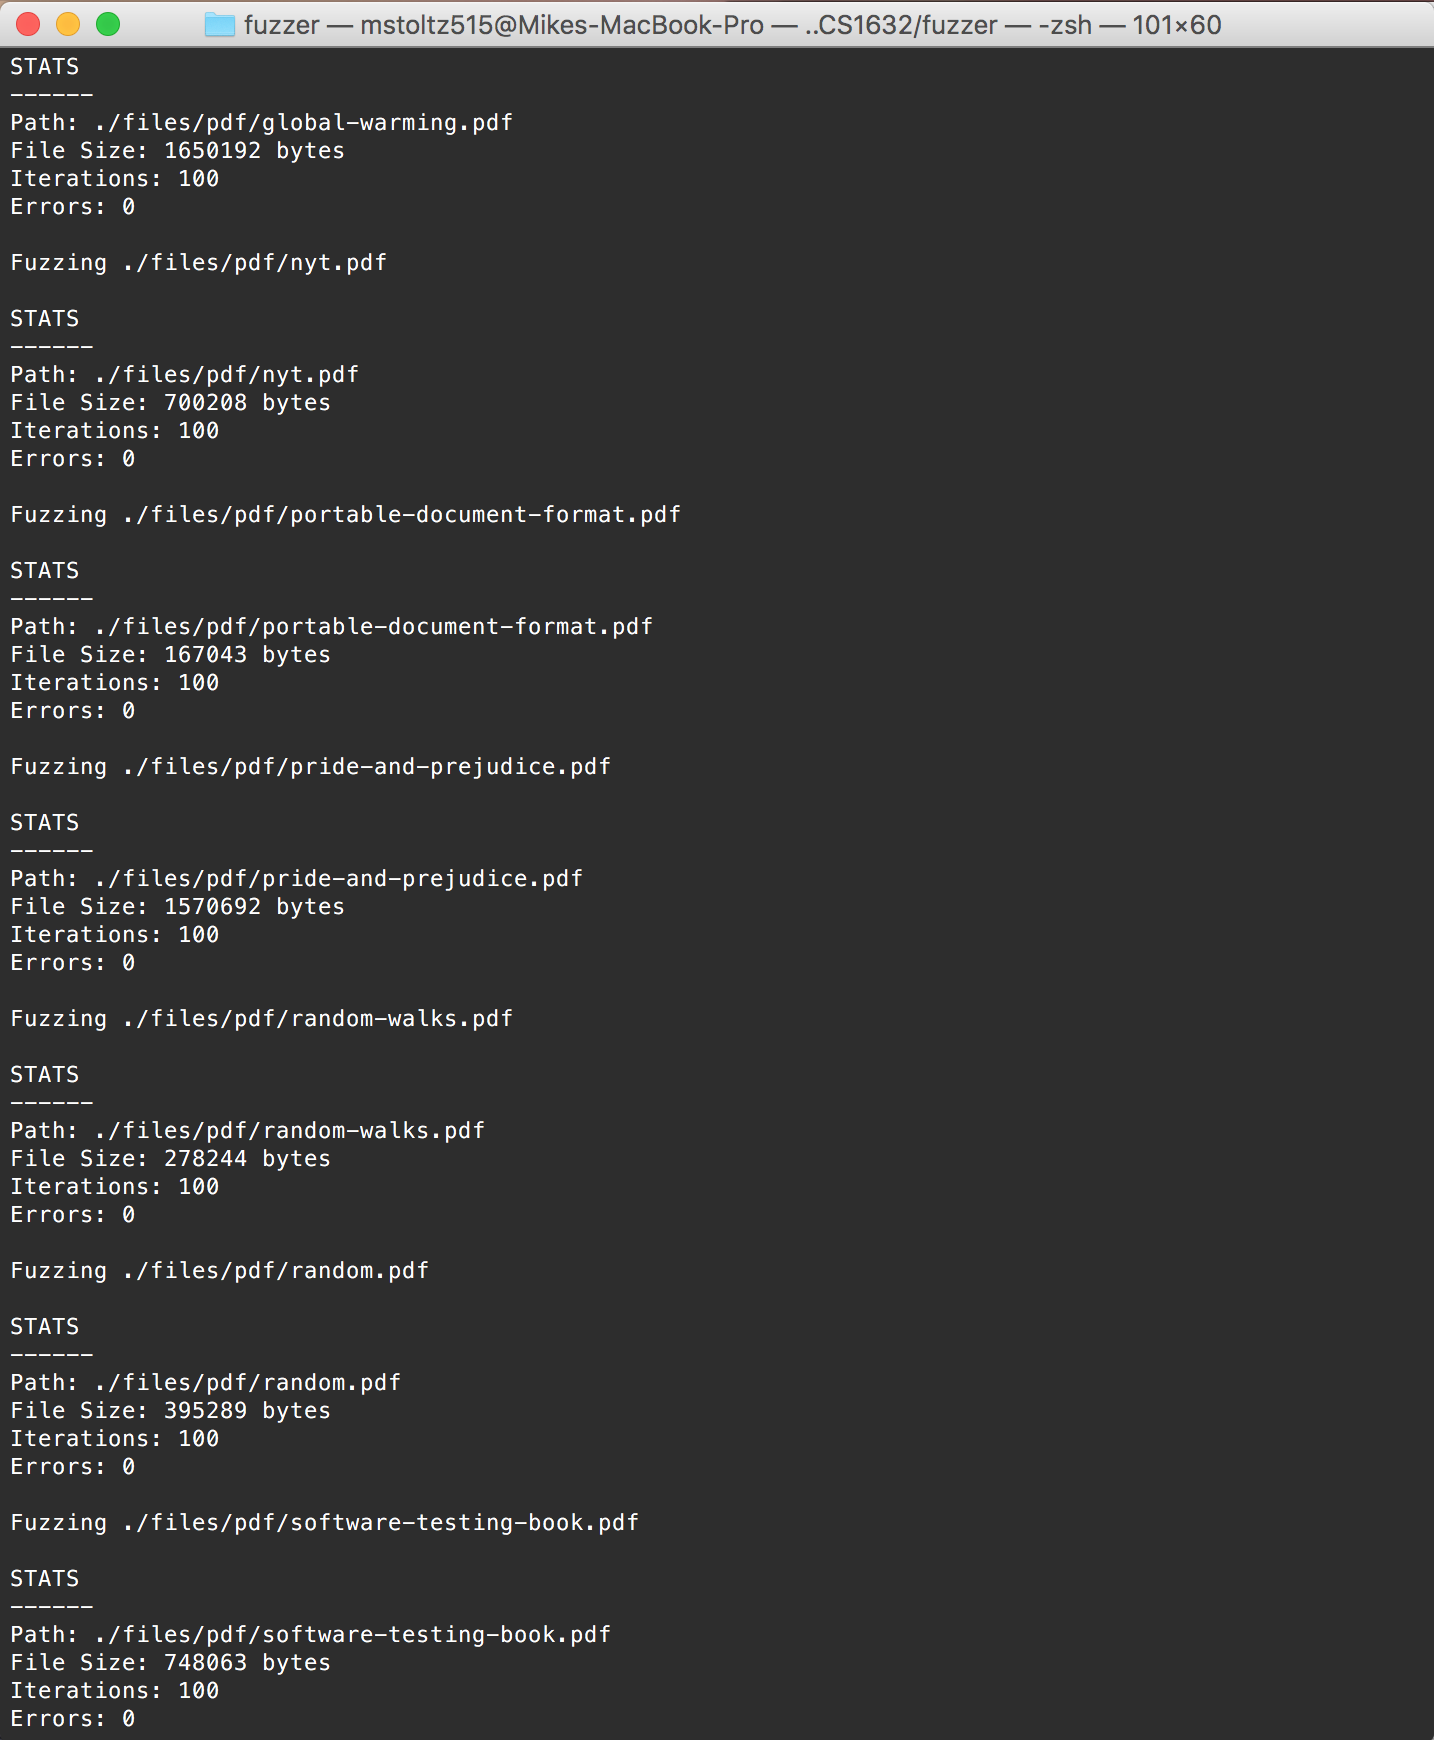 fuzzer — mstoltz515@Mikes-MacBook-Pro — ..CS1632/fuzzer — -zsh — 101×60
STATS
------
Path: ./files/pdf/global-warming.pdf
File Size: 1650192 bytes
Iterations: 100
Errors: 0
Fuzzing ./files/pdf/nyt.pdf
STATS
------
Path: ./files/pdf/nyt.pdf
File Size: 700208 bytes
Iterations: 100
Errors: 0
Fuzzing ./files/pdf/portable-document-format.pdf
STATS
------
Path: ./files/pdf/portable-document-format.pdf
File Size: 167043 bytes
Iterations: 100
Errors: 0
Fuzzing ./files/pdf/pride-and-prejudice.pdf
STATS
------
Path: ./files/pdf/pride-and-prejudice.pdf
File Size: 1570692 bytes
Iterations: 100
Errors: 0
Fuzzing ./files/pdf/random-walks.pdf
STATS
------
Path: ./files/pdf/random-walks.pdf
File Size: 278244 bytes
Iterations: 100
Errors: 0
Fuzzing ./files/pdf/random.pdf
STATS
------
Path: ./files/pdf/random.pdf
File Size: 395289 bytes
Iterations: 100
Errors: 0
Fuzzing ./files/pdf/software-testing-book.pdf
STATS
------
Path: ./files/pdf/software-testing-book.pdf
File Size: 748063 bytes
Iterations: 100
Errors: 0